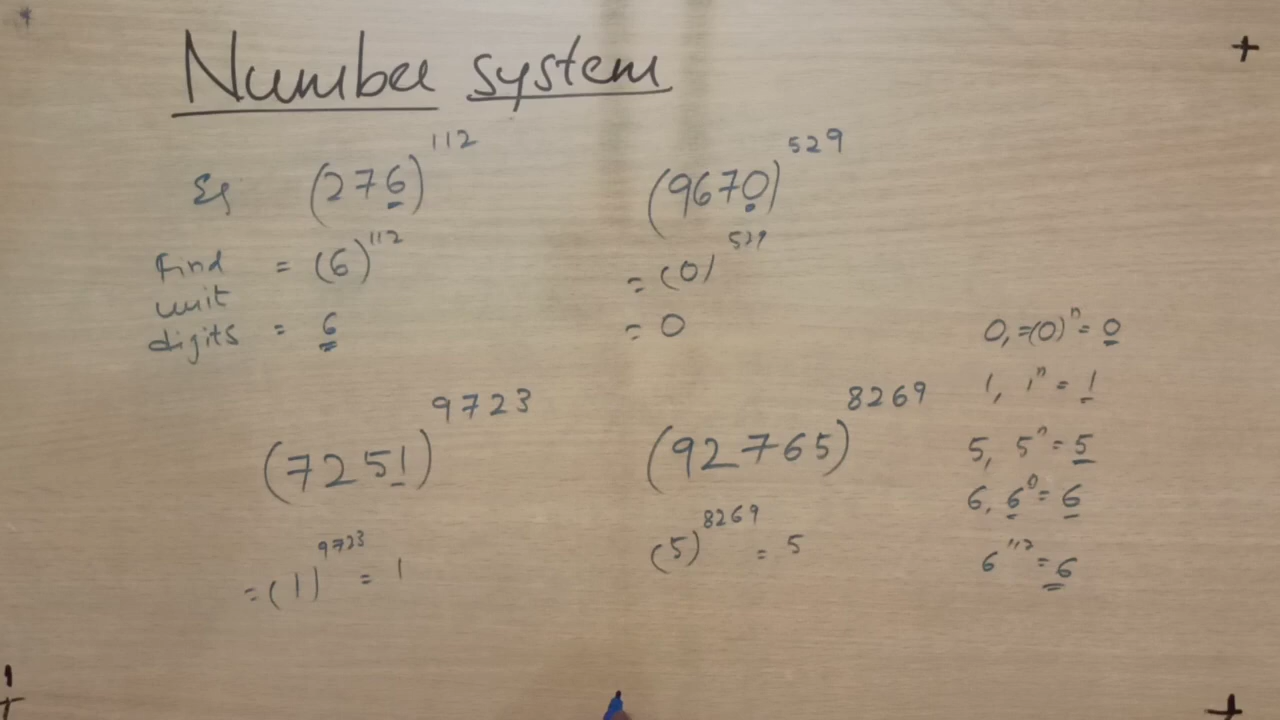 Number system
Eg (276)^112
Find unit digits
= (6)^112
= 6
(9670)^529
= (0)^529
= 0
(7251)^9723
= (1)^9723 = 1
(92765)^8269
(5)^8269 = 5
0, =(0)^n = 0
1, 1^n = 1
5, 5^n = 5
6, 6^n = 6
6^112 = 6